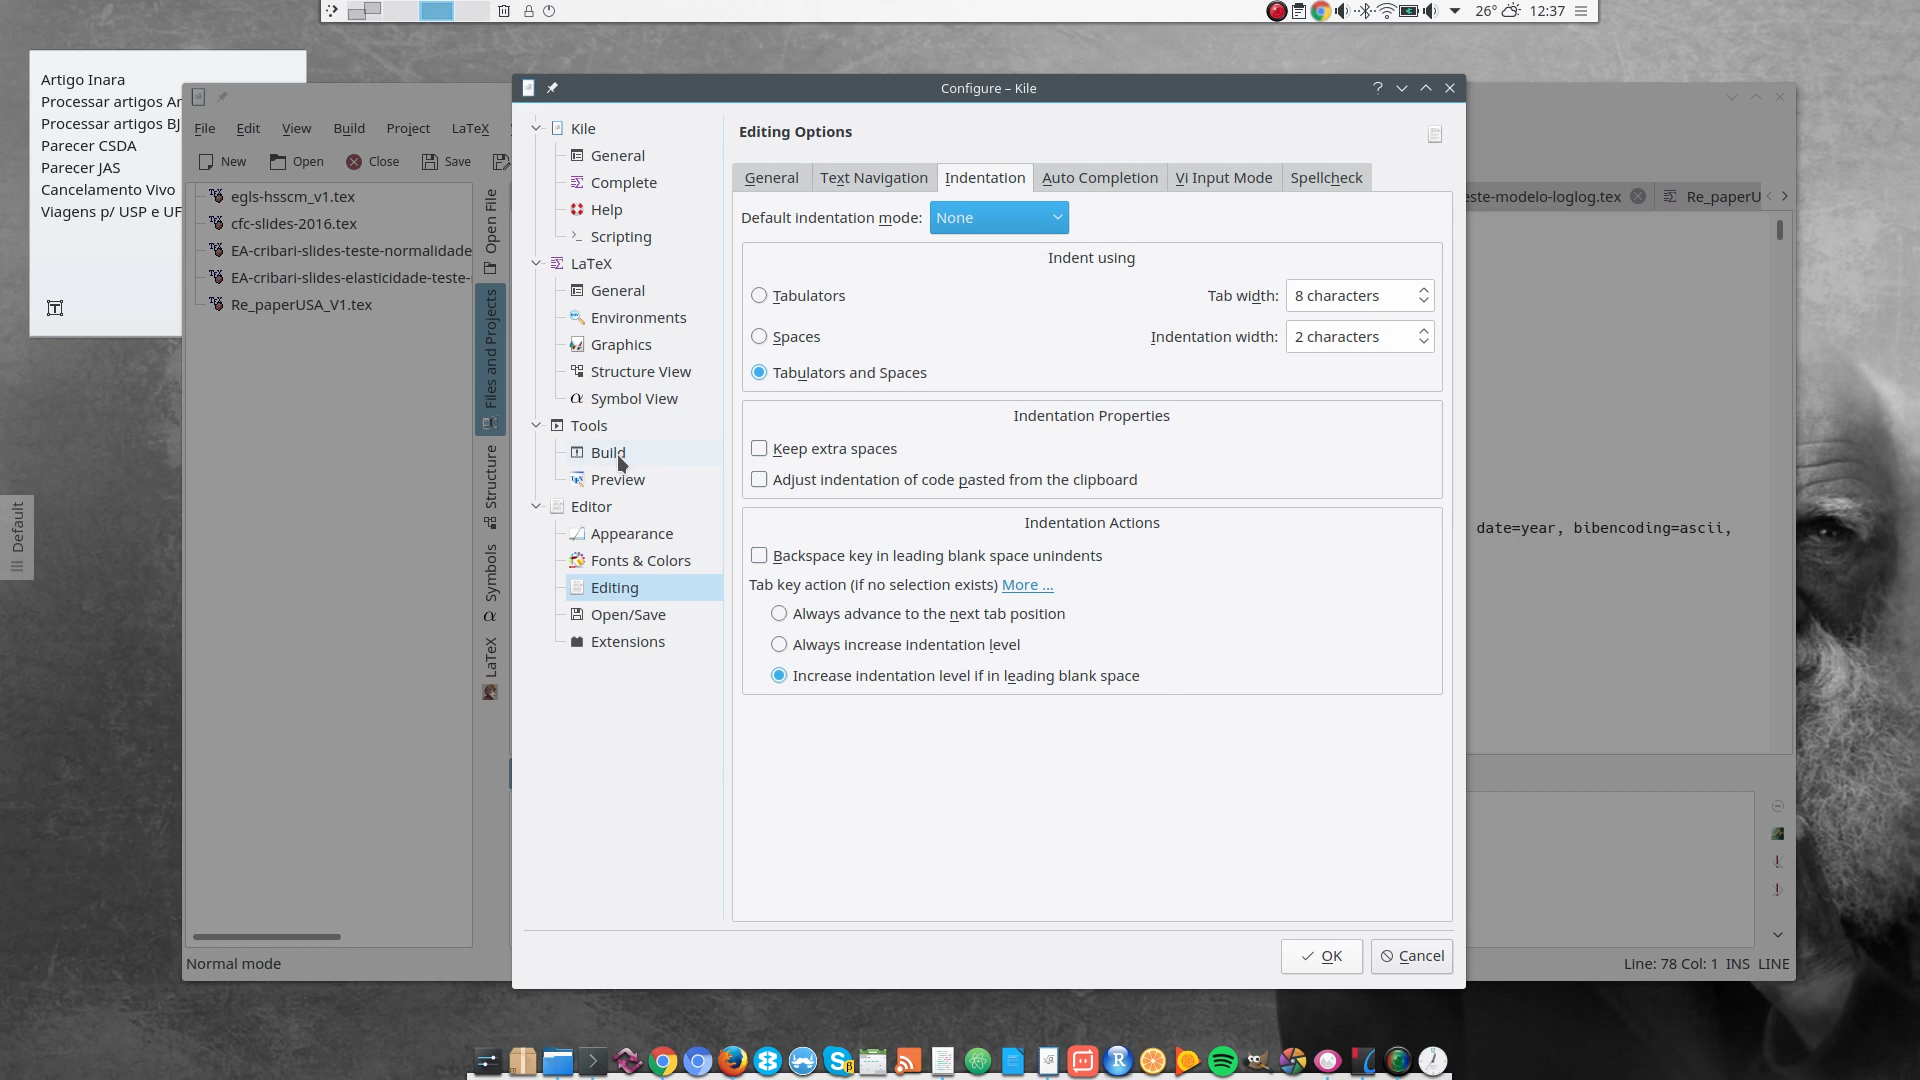 26° 12:37
Artigo Inara
Processar artigos Ar
Processar artigos BJ
Parecer CSDA
Parecer JAS
Cancelamento Vivo
Viagens p/ USP e UF
Default
File Edit View Build Project LaTeX
New Open Close Save
egls-hsscm_v1.tex
cfc-slides-2016.tex
EA-cribari-slides-teste-normalidade
EA-cribari-slides-elasticidade-teste-
Re_paperUSA_V1.tex
Open File
Files and Projects
Structure
Symbols
LaTeX
Normal mode
Configure – Kile
Kile
General
Complete
Help
Scripting
LaTeX
General
Environments
Graphics
Structure View
Symbol View
Tools
Build
Preview
Editor
Appearance
Fonts & Colors
Editing
Open/Save
Extensions
Editing Options
General Text Navigation Indentation Auto Completion Vi Input Mode Spellcheck
Default indentation mode: None
Indent using
Tabulators Tab width: 8 characters
Spaces Indentation width: 2 characters
Tabulators and Spaces
Indentation Properties
Keep extra spaces
Adjust indentation of code pasted from the clipboard
Indentation Actions
Backspace key in leading blank space unindents
Tab key action (if no selection exists) More ...
Always advance to the next tab position
Always increase indentation level
Increase indentation level if in leading blank space
OK Cancel
este-modelo-loglog.tex Re_paperU
date=year, bibencoding=ascii,
Line: 78 Col: 1 INS LINE